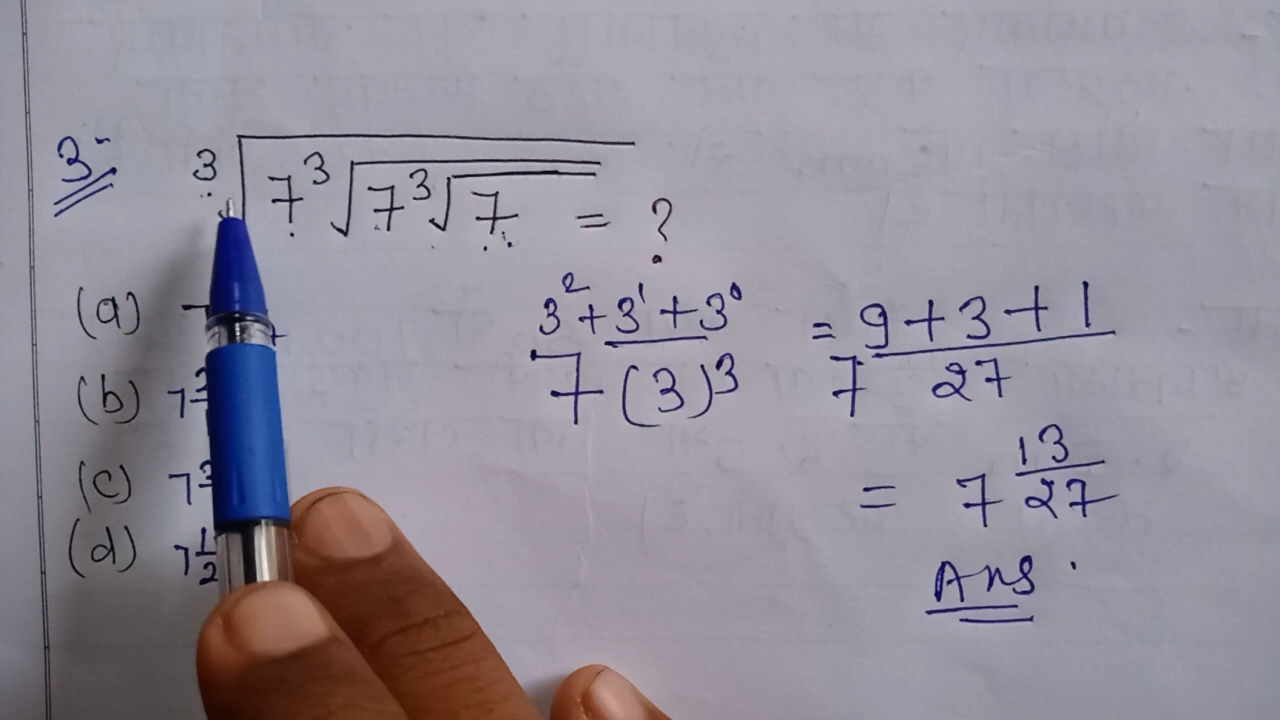 3. ∛(7 ∛(7 ∛7)) = ?
(a) 7
(b) 7
(c) 7
(d) 7
7^((3²+3¹+3⁰)/(3)³) = 7^((9+3+1)/27)
= 7^(13/27)
Ans.